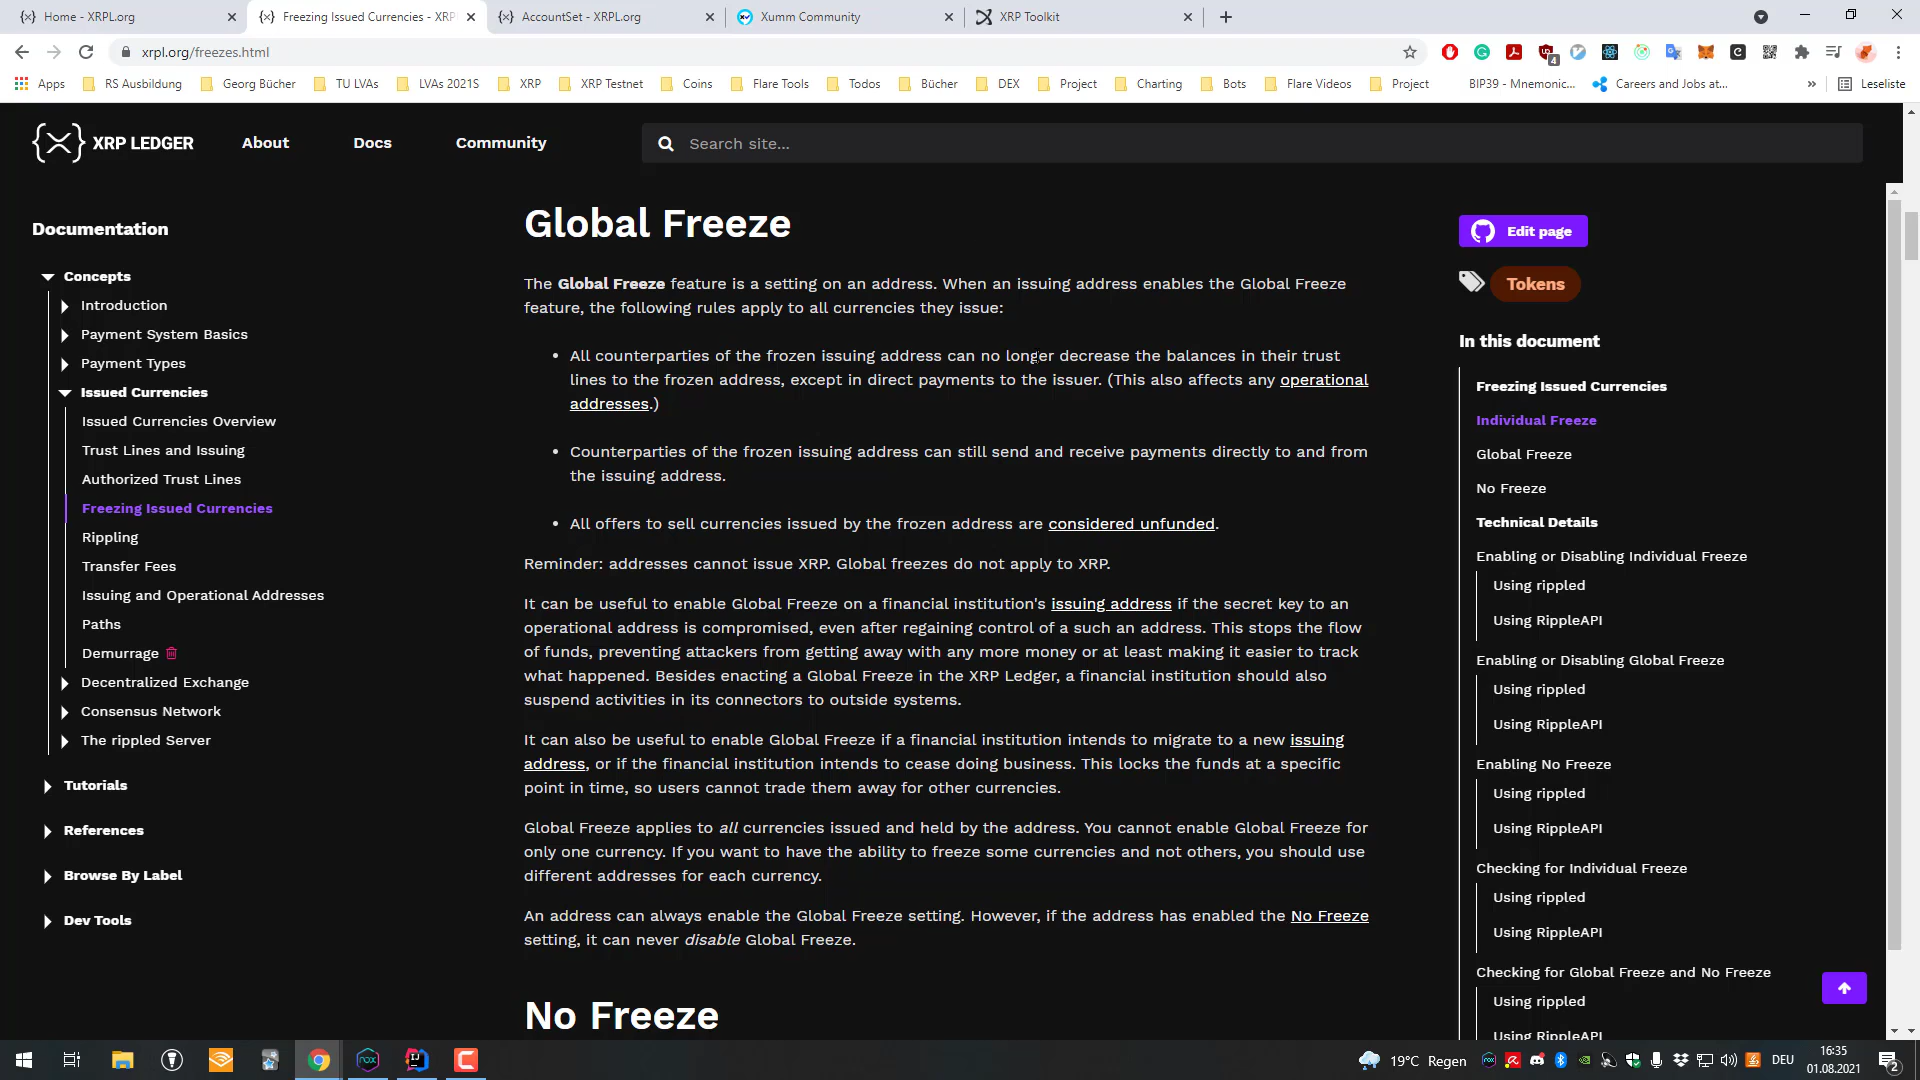 Home - XRPL.org
Freezing Issued Currencies - XRP
AccountSet - XRPL.org
Xumm Community
XRP Toolkit
xrpl.org/freezes.html
4
Apps
RS Ausbildung
Georg Bücher
TU LVAs
LVAs 2021S
XRP
XRP Testnet
Coins
Flare Tools
Todos
Bücher
DEX
Project
Charting
Bots
Flare Videos
Project
BIP39 - Mnemonic...
Careers and Jobs at...
»
Leseliste
XRP LEDGER
About
Docs
Community
Search site...
Documentation
Concepts
Introduction
Payment System Basics
Payment Types
Issued Currencies
Issued Currencies Overview
Trust Lines and Issuing
Authorized Trust Lines
Freezing Issued Currencies
Rippling
Transfer Fees
Issuing and Operational Addresses
Paths
Demurrage
Decentralized Exchange
Consensus Network
The rippled Server
Tutorials
References
Browse By Label
Dev Tools
Global Freeze
The Global Freeze feature is a setting on an address. When an issuing address enables the Global Freeze
feature, the following rules apply to all currencies they issue:
• All counterparties of the frozen issuing address can no longer decrease the balances in their trust
lines to the frozen address, except in direct payments to the issuer. (This also affects any operational
addresses.)
• Counterparties of the frozen issuing address can still send and receive payments directly to and from
the issuing address.
• All offers to sell currencies issued by the frozen address are considered unfunded.
Reminder: addresses cannot issue XRP. Global freezes do not apply to XRP.
It can be useful to enable Global Freeze on a financial institution's issuing address if the secret key to an
operational address is compromised, even after regaining control of a such an address. This stops the flow
of funds, preventing attackers from getting away with any more money or at least making it easier to track
what happened. Besides enacting a Global Freeze in the XRP Ledger, a financial institution should also
suspend activities in its connectors to outside systems.
It can also be useful to enable Global Freeze if a financial institution intends to migrate to a new issuing
address, or if the financial institution intends to cease doing business. This locks the funds at a specific
point in time, so users cannot trade them away for other currencies.
Global Freeze applies to all currencies issued and held by the address. You cannot enable Global Freeze for
only one currency. If you want to have the ability to freeze some currencies and not others, you should use
different addresses for each currency.
An address can always enable the Global Freeze setting. However, if the address has enabled the No Freeze
setting, it can never disable Global Freeze.
No Freeze
Edit page
Tokens
In this document
Freezing Issued Currencies
Individual Freeze
Global Freeze
No Freeze
Technical Details
Enabling or Disabling Individual Freeze
Using rippled
Using RippleAPI
Enabling or Disabling Global Freeze
Using rippled
Using RippleAPI
Enabling No Freeze
Using rippled
Using RippleAPI
Checking for Individual Freeze
Using rippled
Using RippleAPI
Checking for Global Freeze and No Freeze
Using rippled
Using RippleAPI
19°C Regen
DEU
16:35
01.08.2021
2